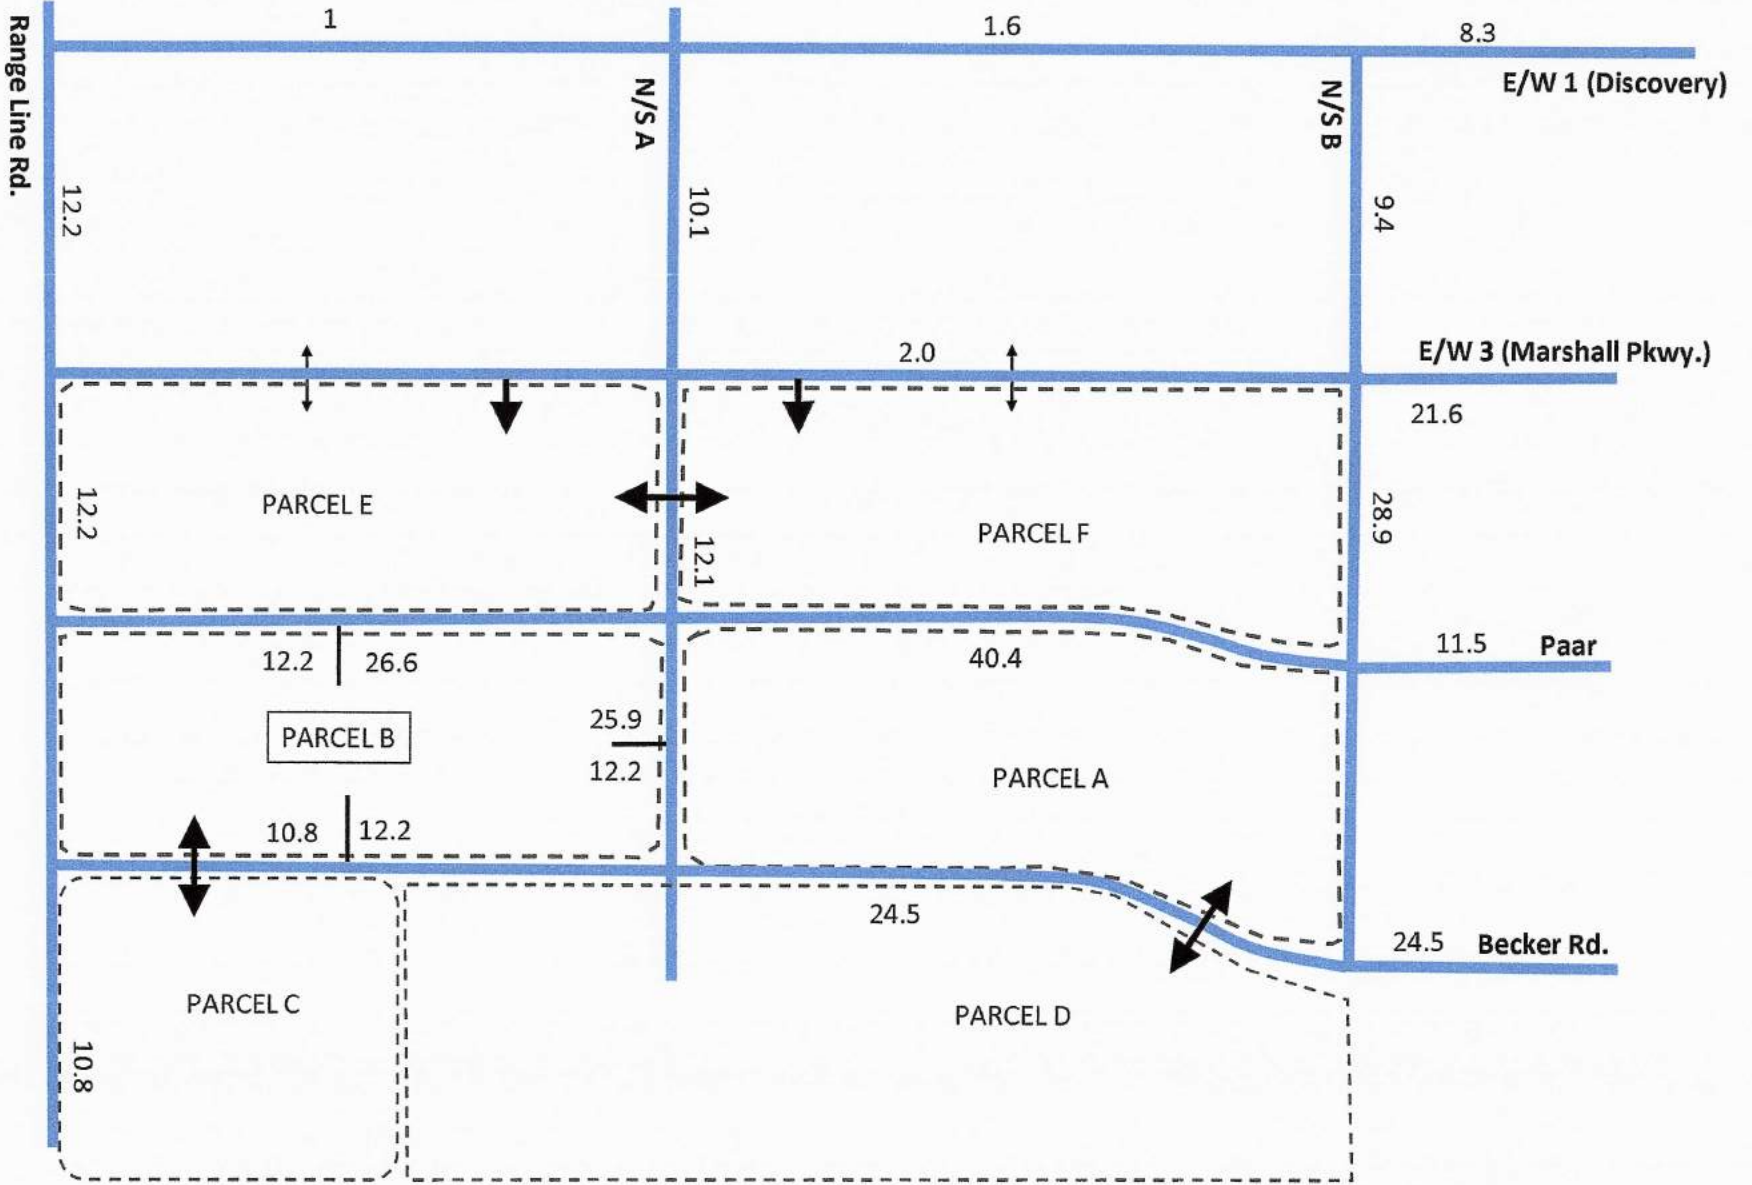 1
1.6
8.3
E/W 1 (Discovery)
Range Line Rd.
N/S A
N/S B
12.2
10.1
9.4
2.0
E/W 3 (Marshall Pkwy.)
21.6
PARCEL E
12.2
12.1
PARCEL F
28.9
12.2
26.6
40.4
11.5
Paar
25.9
PARCEL B
12.2
PARCEL A
10.8
12.2
24.5
24.5
Becker Rd.
PARCEL C
PARCEL D
10.8